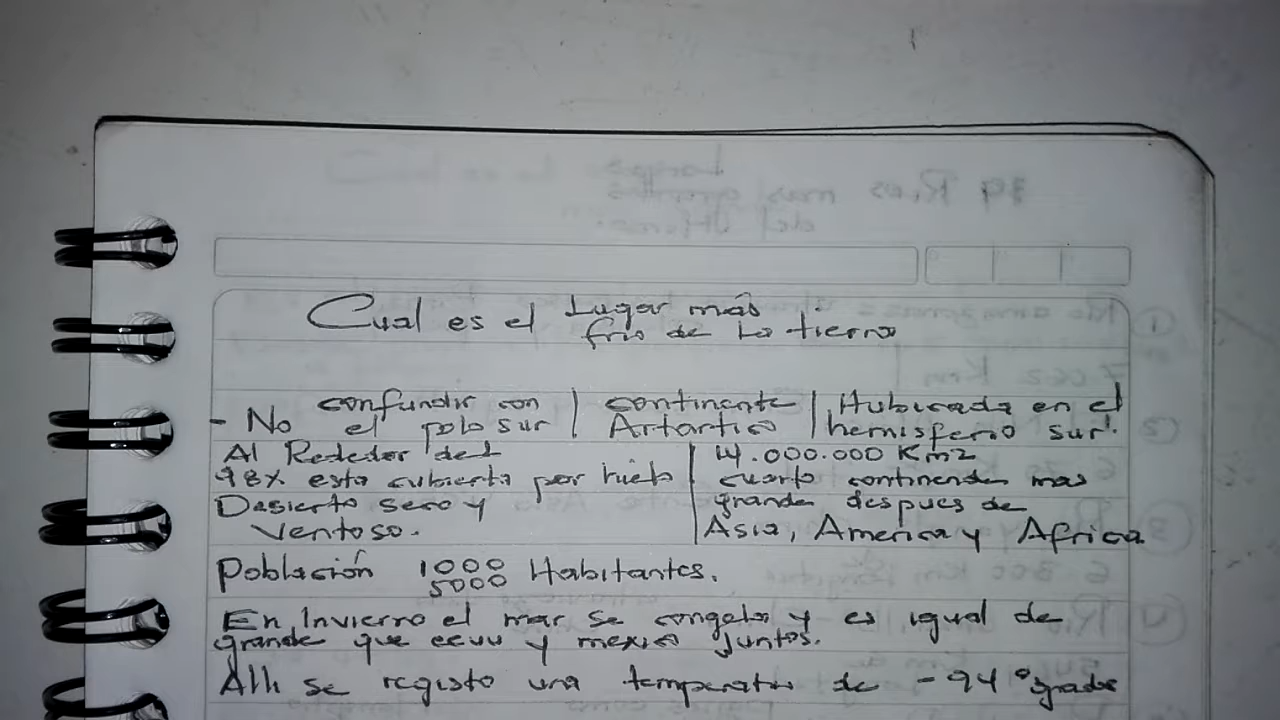 Cual es el Lugar más
frio de La tierra
- No confundir con el polo sur | continente Artartico | Hubicada en el hemisferio sur.
Al Rededor del
98% esta cubierta por hielo
Desierto seco y
Ventoso.
14.000.000 Km2
cuarto continendes mas
grande despues de
Asia, America y Africa
Población 1000 5000 Habitantes.
En Invierno el mar se congela y es igual de
grande que eeuu y mexico juntos.
Alli se registo una temperatur de -94° grados